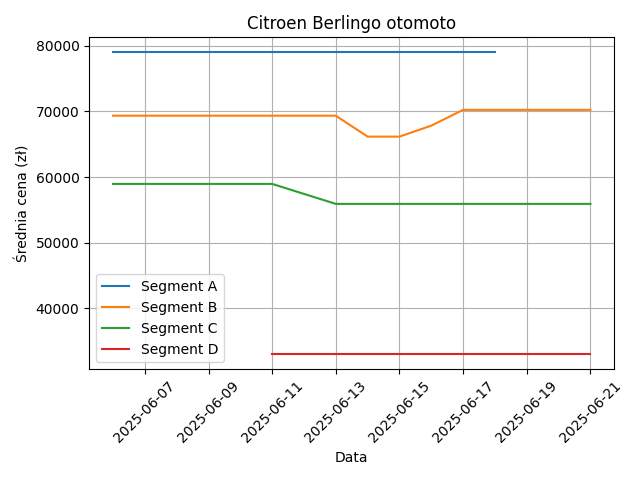 Citroen Berlingo otomoto
Średnia cena (zł)
80000
70000
60000
50000
40000
Segment A
Segment B
Segment C
Segment D
2025-06-07
2025-06-09
2025-06-11
2025-06-13
2025-06-15
2025-06-17
2025-06-19
2025-06-21
Data